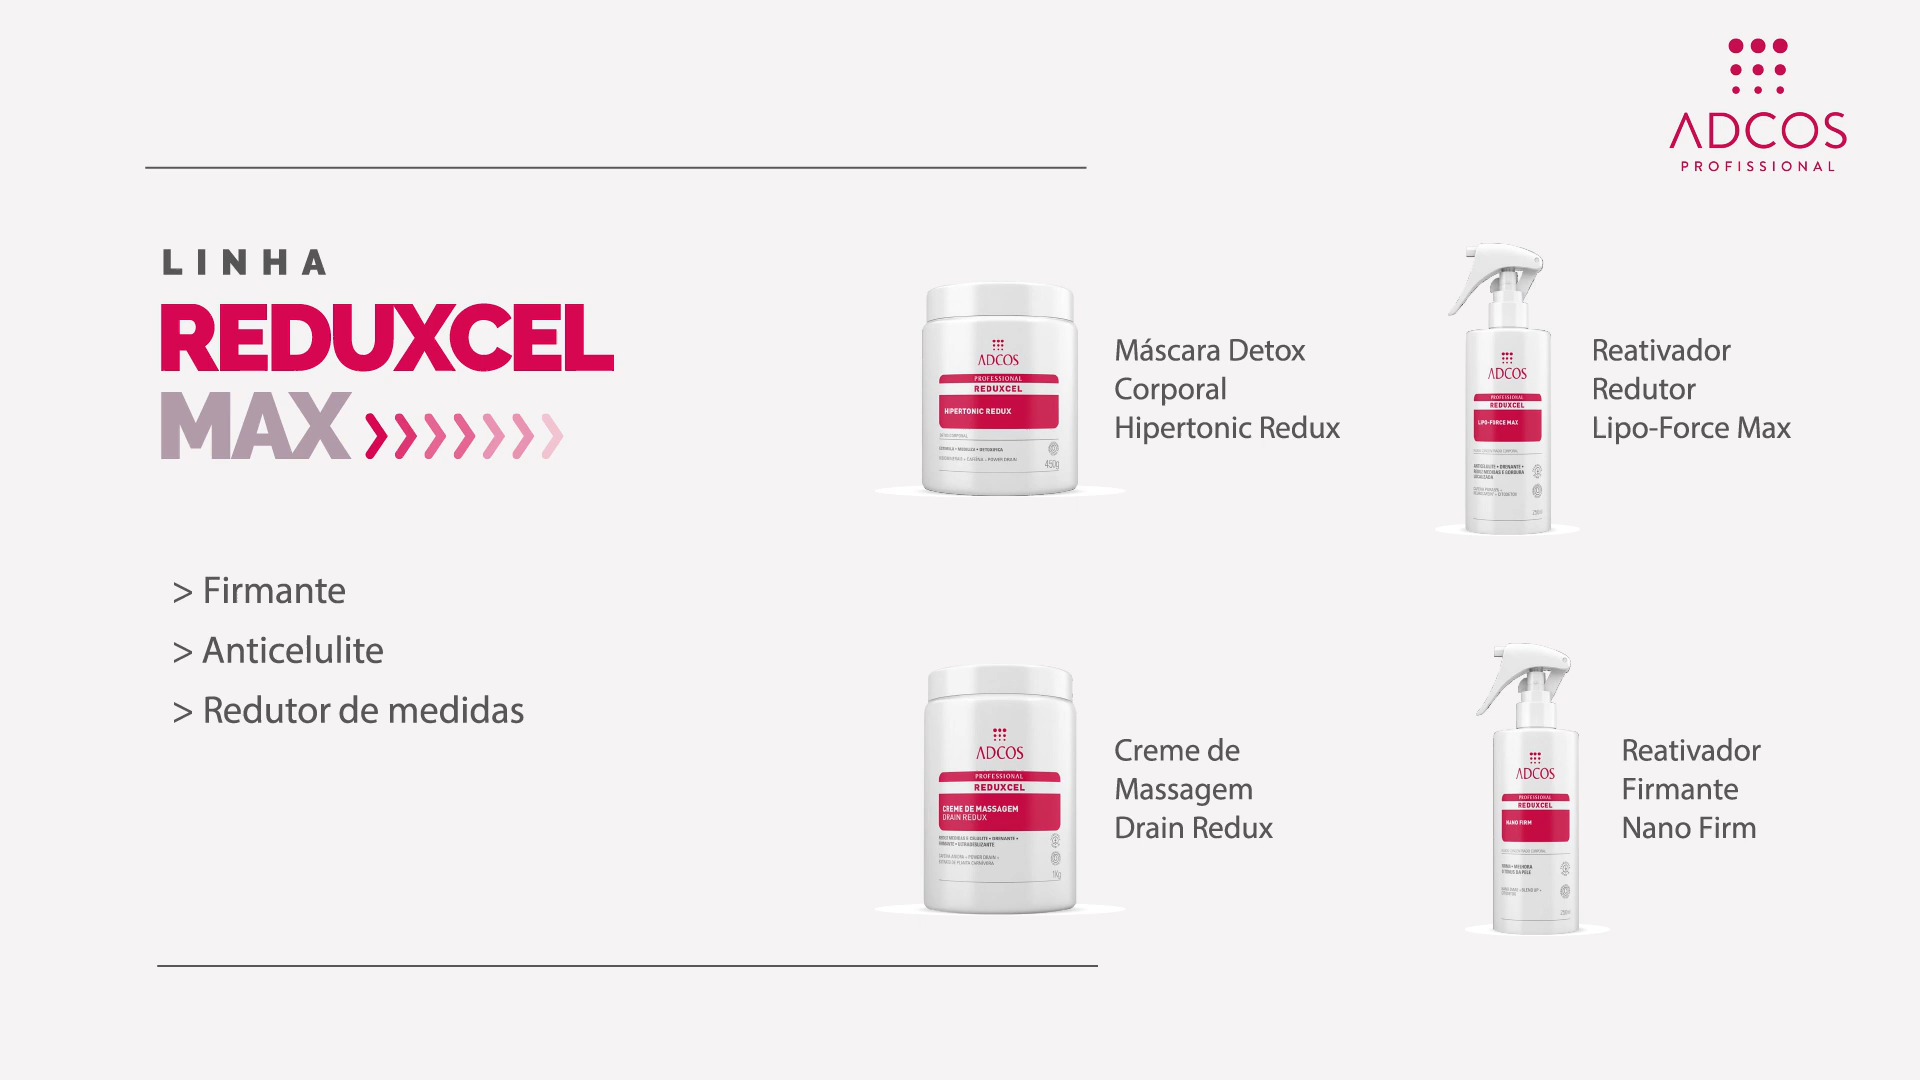 ADCOS
PROFISSIONAL
LINHA
REDUXCEL
MAX
> Firmante
> Anticelulite
> Redutor de medidas
ADCOS
PROFESSIONAL
REDUXCEL
HIPERTONIC REDUX
450g
Máscara Detox
Corporal
Hipertonic Redux
ADCOS
PROFESSIONAL
REDUXCEL
LIPO-FORCE MAX
Reativador
Redutor
Lipo-Force Max
ADCOS
PROFESSIONAL
REDUXCEL
CREME DE MASSAGEM
DRAIN REDUX
1Kg
Creme de
Massagem
Drain Redux
ADCOS
PROFESSIONAL
REDUXCEL
NANO FIRM
Reativador
Firmante
Nano Firm